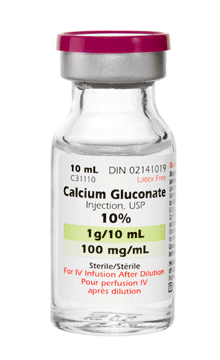 10 mL DIN 02141019
C31110 Latex Free
Calcium Gluconate
Injection, USP
10%
1g/10 mL
100 mg/mL
Sterile/Stérile
For IV Infusion After Dilution
Pour perfusion IV
après dilution